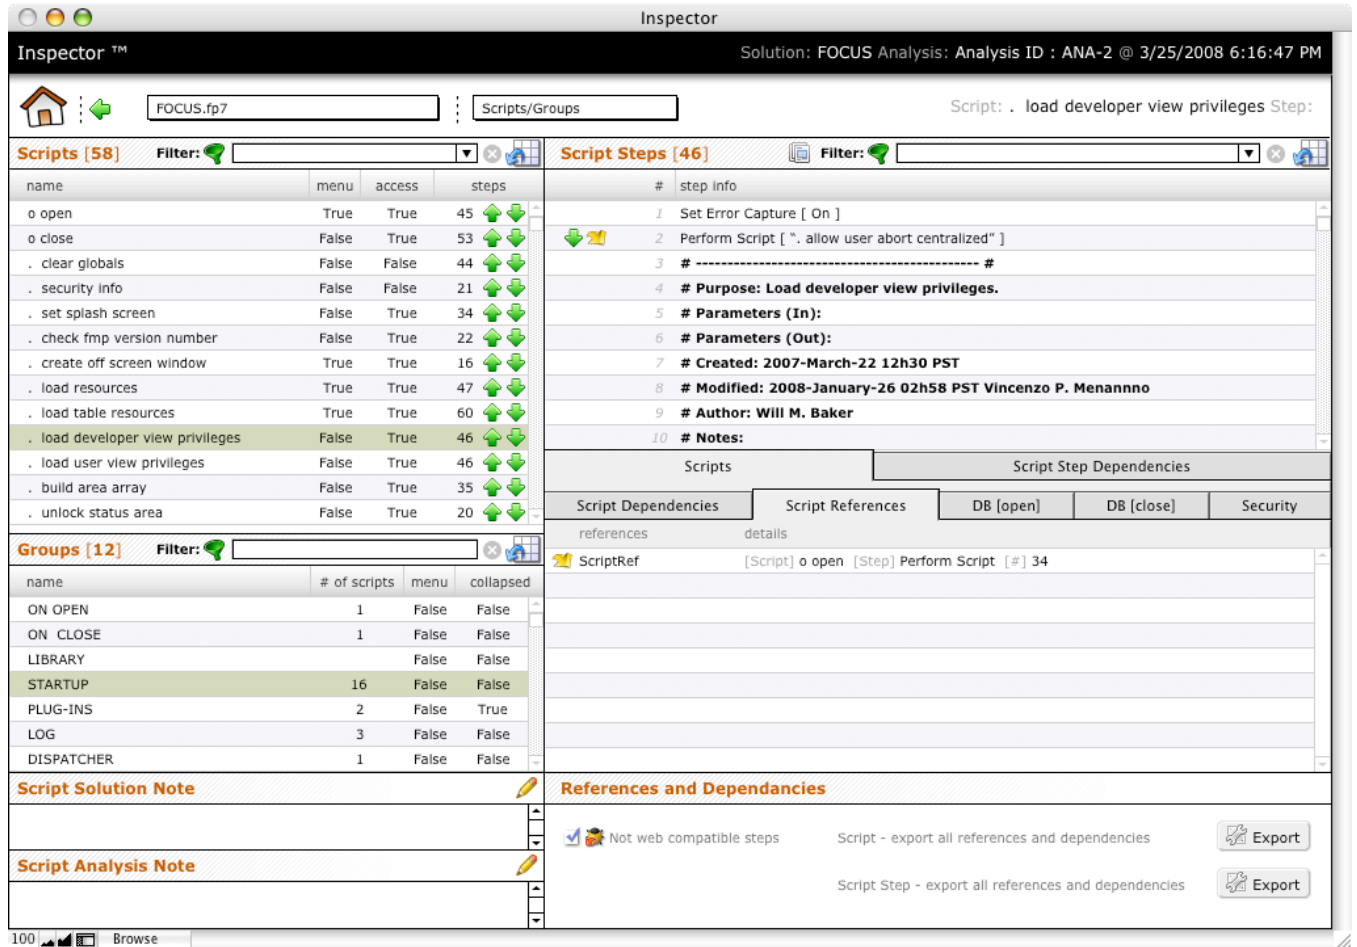 Inspector
Inspector ™
Solution: FOCUS Analysis: Analysis ID : ANA-2 @ 3/25/2008 6:16:47 PM
FOCUS.fp7
Scripts/Groups
Script: . load developer view privileges Step:
Scripts [58] Filter:
name menu access steps
o open True True 45
o close False True 53
. clear globals False False 44
. security info False False 21
. set splash screen False True 34
. check fmp version number False True 22
. create off screen window True True 16
. load resources True True 47
. load table resources True True 60
. load developer view privileges False True 46
. load user view privileges False True 46
. build area array False True 35
. unlock status area False True 20
Groups [12] Filter:
name # of scripts menu collapsed
ON OPEN 1 False False
ON CLOSE 1 False False
LIBRARY False False
STARTUP 16 False False
PLUG-INS 2 False True
LOG 3 False False
DISPATCHER 1 False False
Script Solution Note
Script Analysis Note
Script Steps [46] Filter:
# step info
1 Set Error Capture [ On ]
2 Perform Script [ “. allow user abort centralized” ]
3 # --------------------------------------------- #
4 # Purpose: Load developer view privileges.
5 # Parameters (In):
6 # Parameters (Out):
7 # Created: 2007-March-22 12h30 PST
8 # Modified: 2008-January-26 02h58 PST Vincenzo P. Menannno
9 # Author: Will M. Baker
10 # Notes:
Scripts Script Step Dependencies
Script Dependencies Script References DB [open] DB [close] Security
references details
ScriptRef [Script] o open [Step] Perform Script [#] 34
References and Dependancies
Not web compatible steps Script - export all references and dependencies Export
Script Step - export all references and dependencies Export
100 Browse